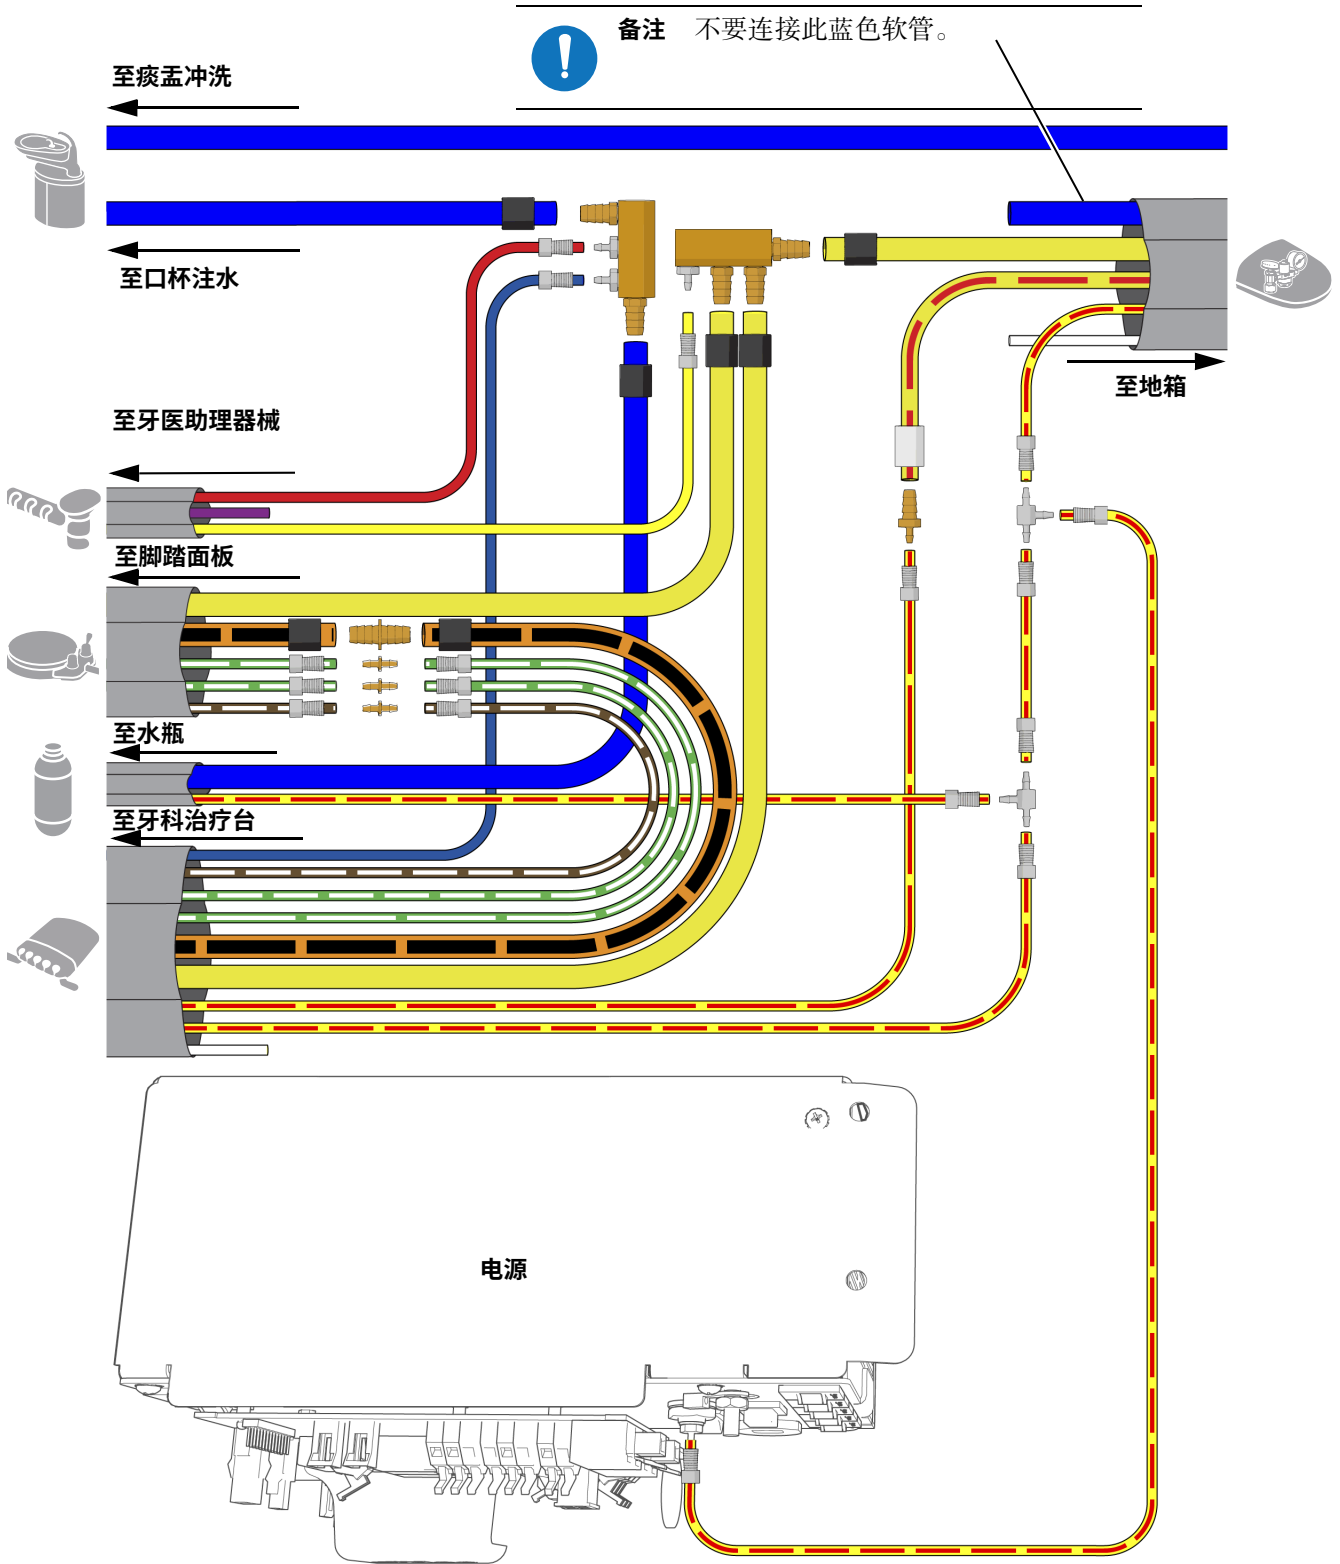 备注 不要连接此蓝色软管。
至痰盂冲洗
至口杯注水
至地箱
至牙医助理器械
至脚踏面板
至水瓶
至牙科治疗台
电源